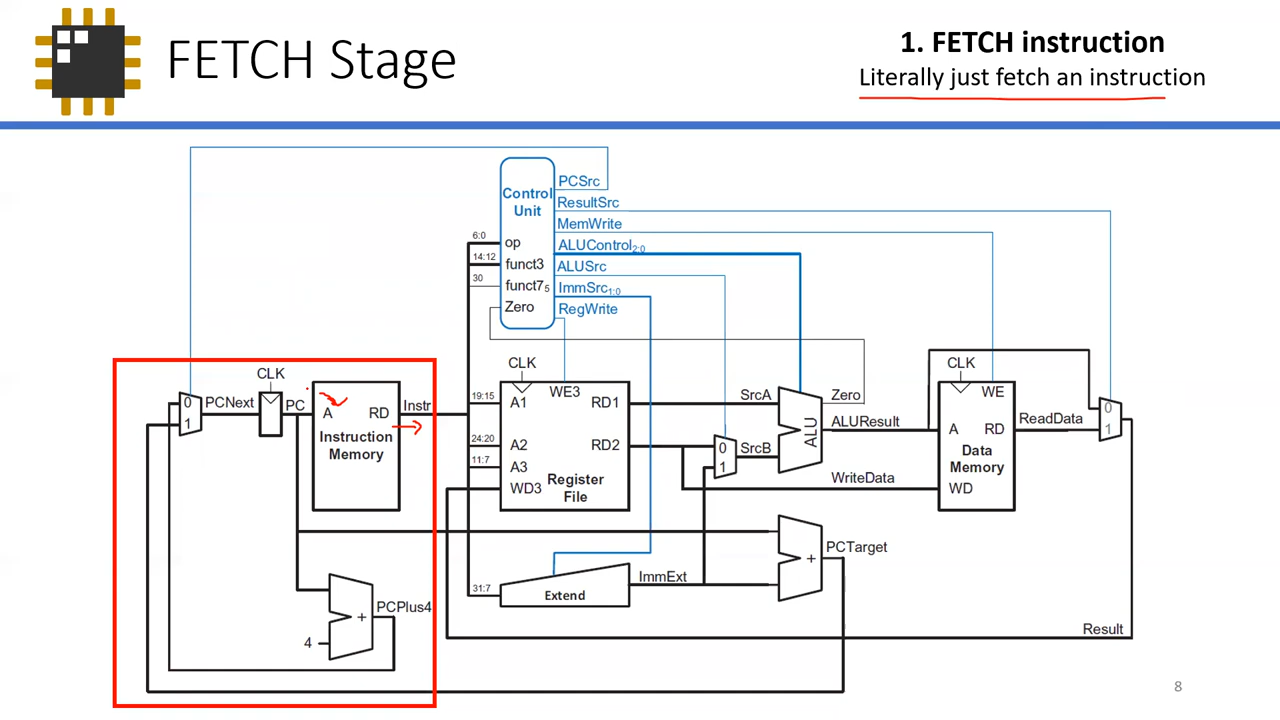 FETCH Stage
1. FETCH instruction
Literally just fetch an instruction
Control
Unit
PCSrc
ResultSrc
MemWrite
ALUControl2:0
ALUSrc
ImmSrc1:0
RegWrite
6:0
op
14:12
funct3
30
funct75
Zero
CLK
0
1
PCNext
PC
A
RD
Instr
Instruction
Memory
4
+
PCPlus4
CLK
WE3
19:15
A1
RD1
24:20
A2
RD2
11:7
A3
WD3
Register
File
31:7
Extend
ImmExt
SrcA
0
1
SrcB
ALU
Zero
ALUResult
WriteData
+
PCTarget
CLK
WE
A
RD
Data
Memory
WD
ReadData
0
1
Result
8